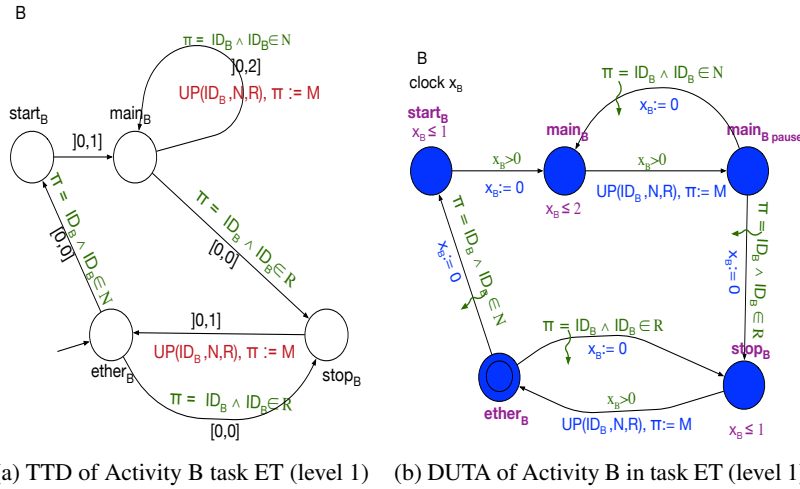 B
π = ID_B ∧ ID_B ∈ N
]0,2]
UP(ID_B,N,R), π := M
start_B
main_B
]0,1]
π = ID_B ∧ ID_B ∈ N
[0,0]
π = ID_B ∧ ID_B ∈ R
[0,0]
]0,1]
UP(ID_B,N,R), π := M
ether_B
stop_B
π = ID_B ∧ ID_B ∈ R
[0,0]
(a) TTD of Activity B task ET (level 1)
B
clock x_B
π = ID_B ∧ ID_B ∈ N
x_B:= 0
start_B
x_B ≤ 1
main_B
main_B pause
x_B>0
x_B:= 0
x_B>0
UP(ID_B,N,R), π:= M
x_B ≤ 2
π = ID_B ∧ ID_B ∈ N
x_B:= 0
π = ID_B ∧ ID_B ∈ R
x_B:= 0
π = ID_B ∧ ID_B ∈ R
x_B:= 0
stop_B
ether_B
x_B>0
UP(ID_B,N,R), π:= M
x_B ≤ 1
(b) DUTA of Activity B in task ET (level 1)